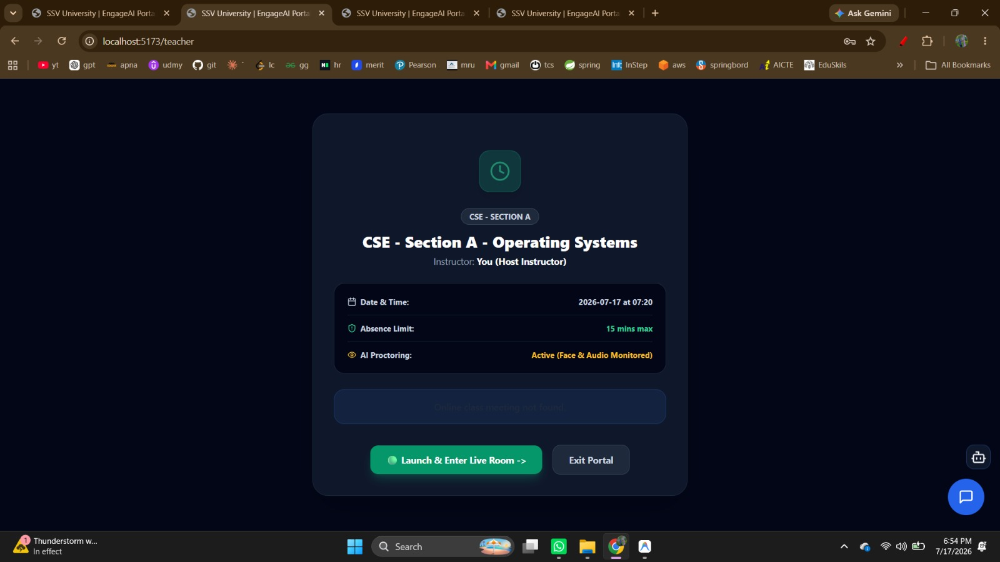 SSV University | EngageAI Porta
SSV University | EngageAI Porta
SSV University | EngageAI Porta
SSV University | EngageAI Porta
Ask Gemini
localhost:5173/teacher
yt
gpt
apna
udmy
git
lc
gg
hr
merit
Pearson
mru
gmail
tcs
spring
InStep
aws
springbord
AICTE
EduSkils
All Bookmarks
CSE - SECTION A
CSE - Section A - Operating Systems
Instructor: You (Host Instructor)
Date & Time: 2026-07-17 at 07:20
Absence Limit: 15 mins max
AI Proctoring: Active (Face & Audio Monitored)
Online class meeting not found.
Launch & Enter Live Room ->
Exit Portal
1
Thunderstorm w...
In effect
Search
6:54 PM
7/17/2026